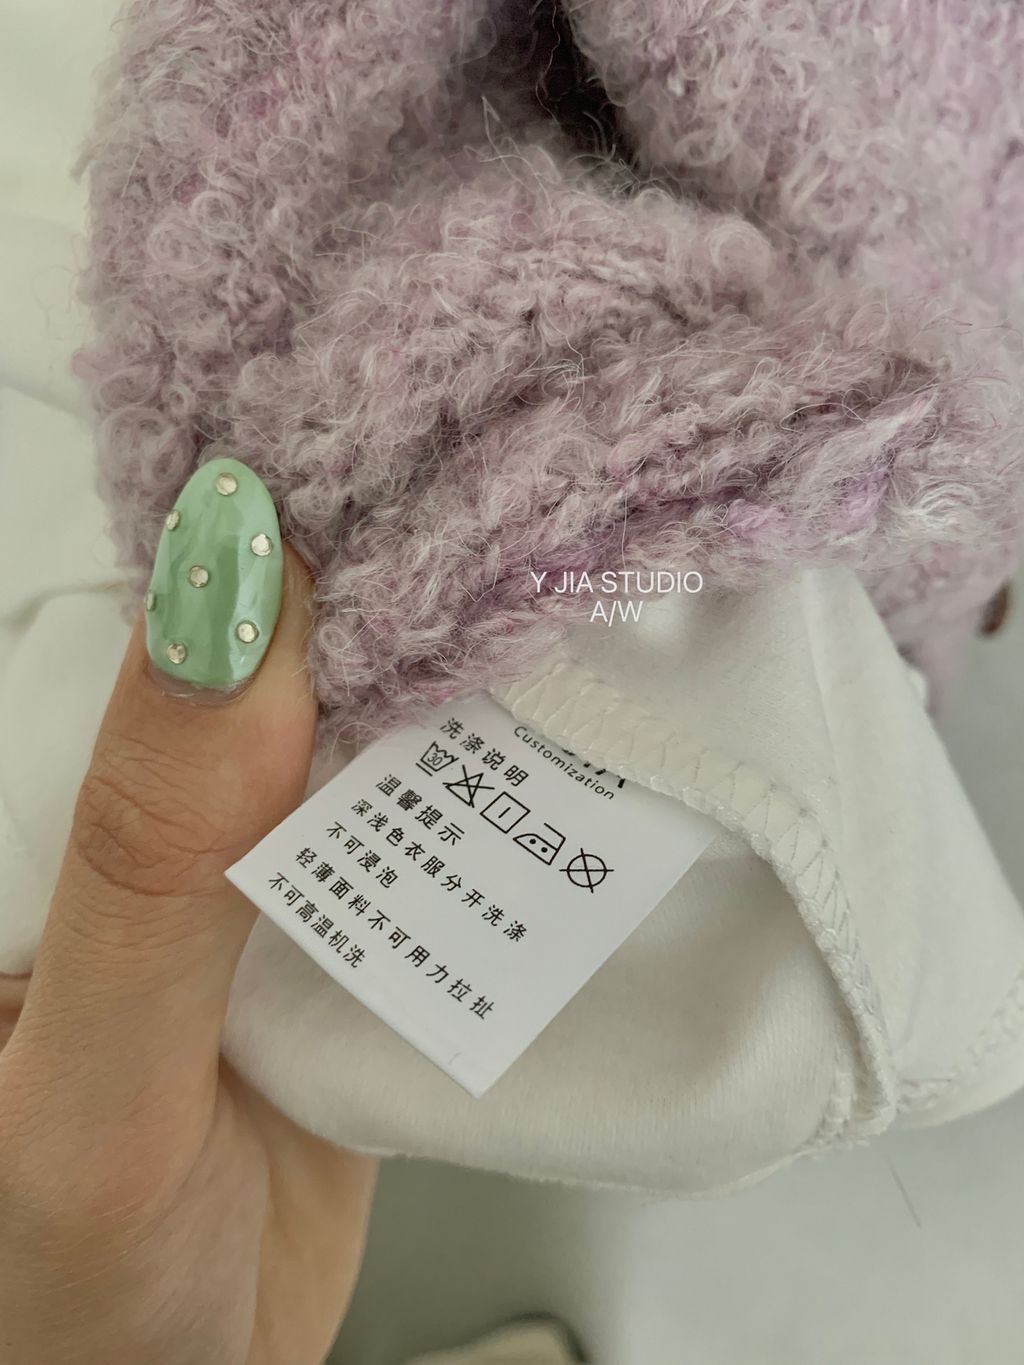 Y JIA STUDIO
A/W
Customization
洗涤说明
30
温馨提示
深浅色衣服分开洗涤
不可浸泡
轻薄面料不可用力拉扯
不可高温机洗